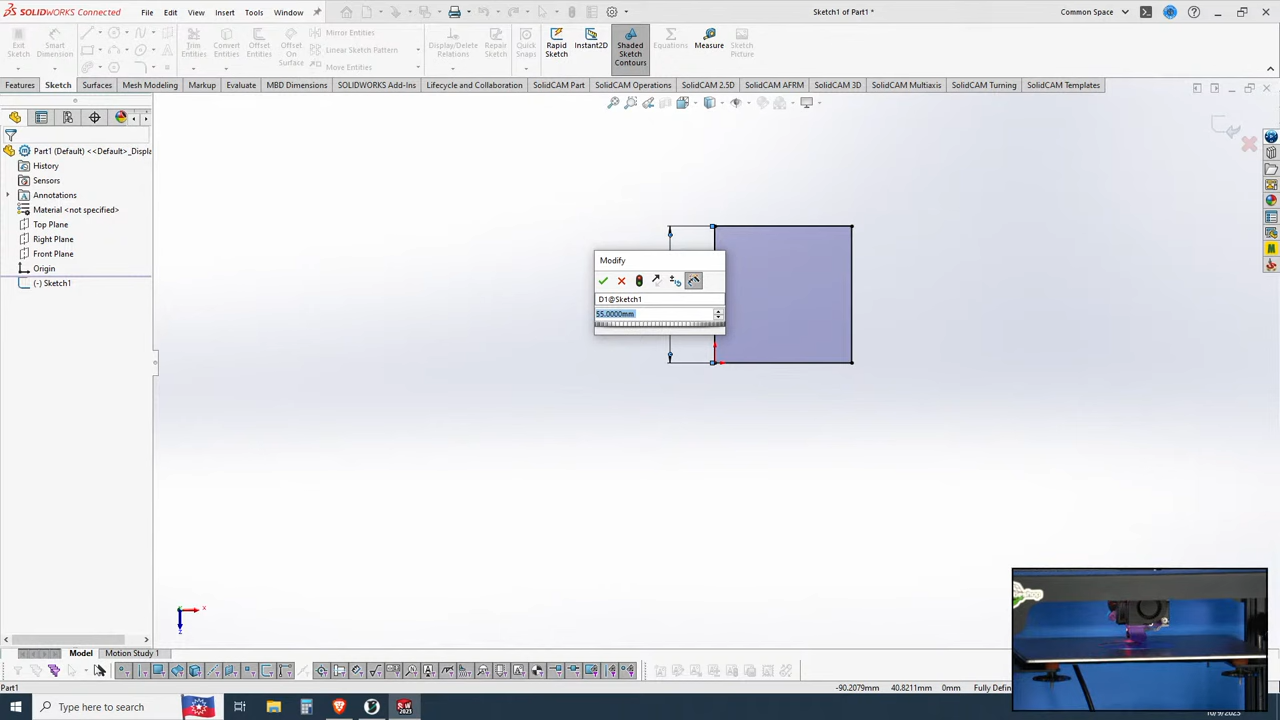 SOLIDWORKS Connected
File
Edit
View
Insert
Tools
Window
Sketch1 of Part1 *
Common Space
Exit Sketch
Smart Dimension
Trim Entities
Convert Entities
Offset Entities
Offset On Surface
Mirror Entities
Linear Sketch Pattern
Move Entities
Display/Delete Relations
Repair Sketch
Quick Snaps
Rapid Sketch
Instant2D
Shaded Sketch Contours
Equations
Measure
Sketch Picture
Features
Sketch
Surfaces
Mesh Modeling
Markup
Evaluate
MBD Dimensions
SOLIDWORKS Add-Ins
Lifecycle and Collaboration
SolidCAM Part
SolidCAM Operations
SolidCAM 2.5D
SolidCAM AFRM
SolidCAM 3D
SolidCAM Multiaxis
SolidCAM Turning
SolidCAM Templates
Part1 (Default) <<Default>_Displa
History
Sensors
Annotations
Material <not specified>
Top Plane
Right Plane
Front Plane
Origin
(-) Sketch1
Modify
D1@Sketch1
55.0000mm
x
z
Model
Motion Study 1
Part1
-90.2079mm
40.8211mm
0mm
Fully Defin
Type here to search
10/9/2023